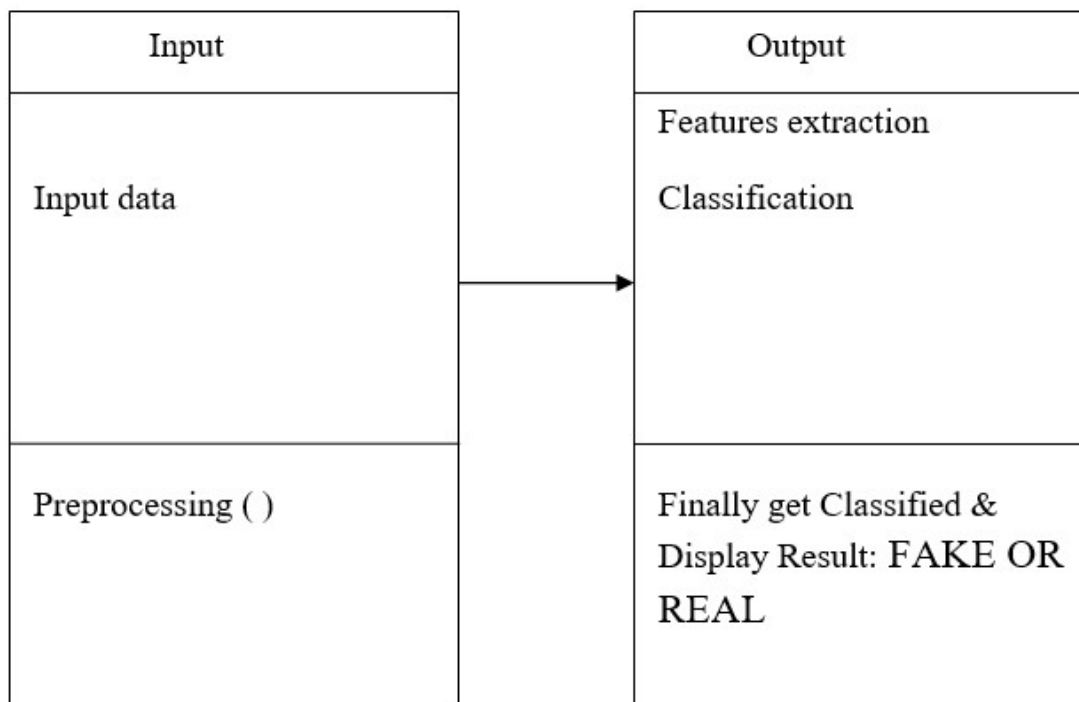 Input
Input data
Preprocessing ( )
Output
Features extraction
Classification
Finally get Classified &
Display Result: FAKE OR
REAL